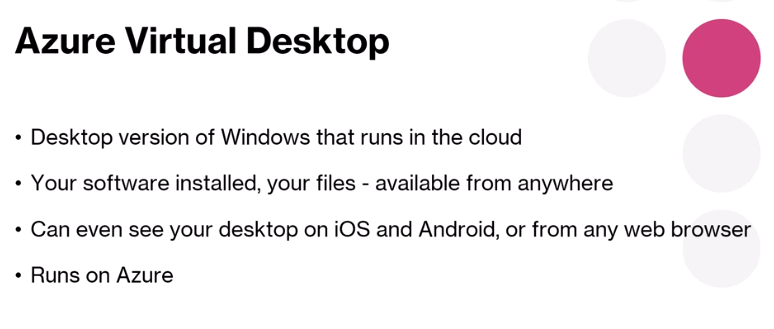 Azure Virtual Desktop
• Desktop version of Windows that runs in the cloud
• Your software installed, your files - available from anywhere
• Can even see your desktop on iOS and Android, or from any web browser
• Runs on Azure